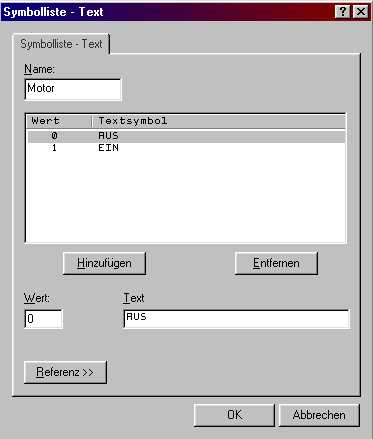 Symbolliste - Text
Symbolliste - Text
Name:
Motor
Wert Textsymbol
0 AUS
1 EIN
Hinzufügen Entfernen
Wert: Text
0 AUS
Referenz >>
OK Abbrechen